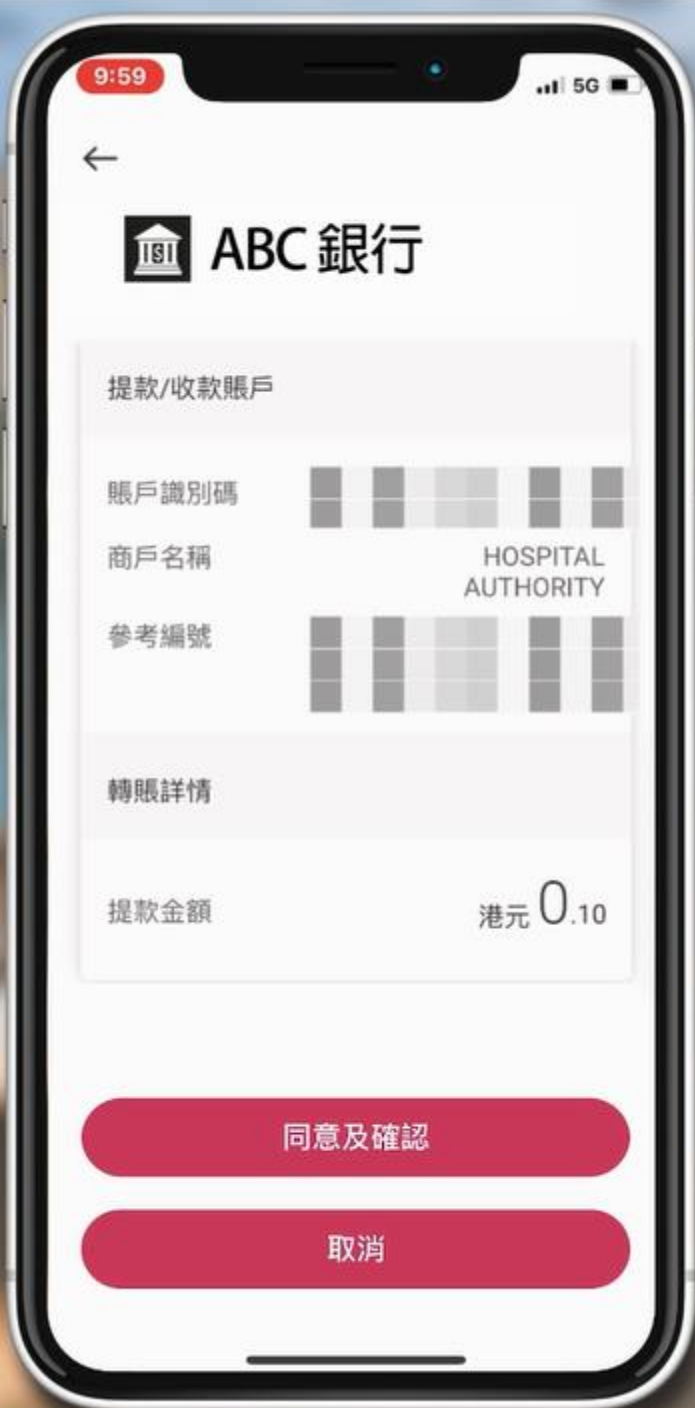 9:59
5G
ABC 銀行
提款/收款賬戶
賬戶識別碼
商戶名稱
HOSPITAL
AUTHORITY
參考編號
轉賬詳情
提款金額
港元 0.10
同意及確認
取消